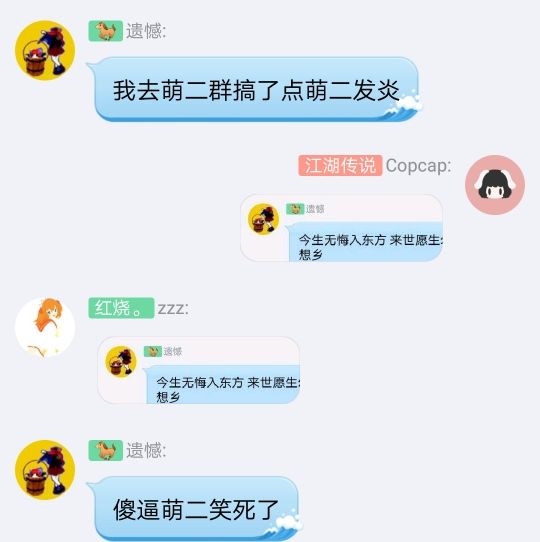 遗憾:
我去萌二群搞了点萌二发炎
江湖传说 Copcap:
遗憾
今生无悔入东方 来世愿生
想乡
红烧。 zzz:
遗憾
今生无悔入东方 来世愿生
想乡
遗憾:
傻逼萌二笑死了